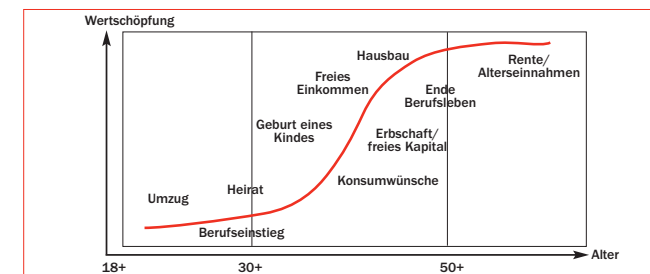 Wertschöpfung
Hausbau
Rente/
Alterseinnahmen
Freies
Einkommen
Ende
Berufsleben
Geburt eines
Kindes
Erbschaft/
freies Kapital
Konsumwünsche
Heirat
Umzug
Berufseinstieg
Alter
18+ 30+ 50+